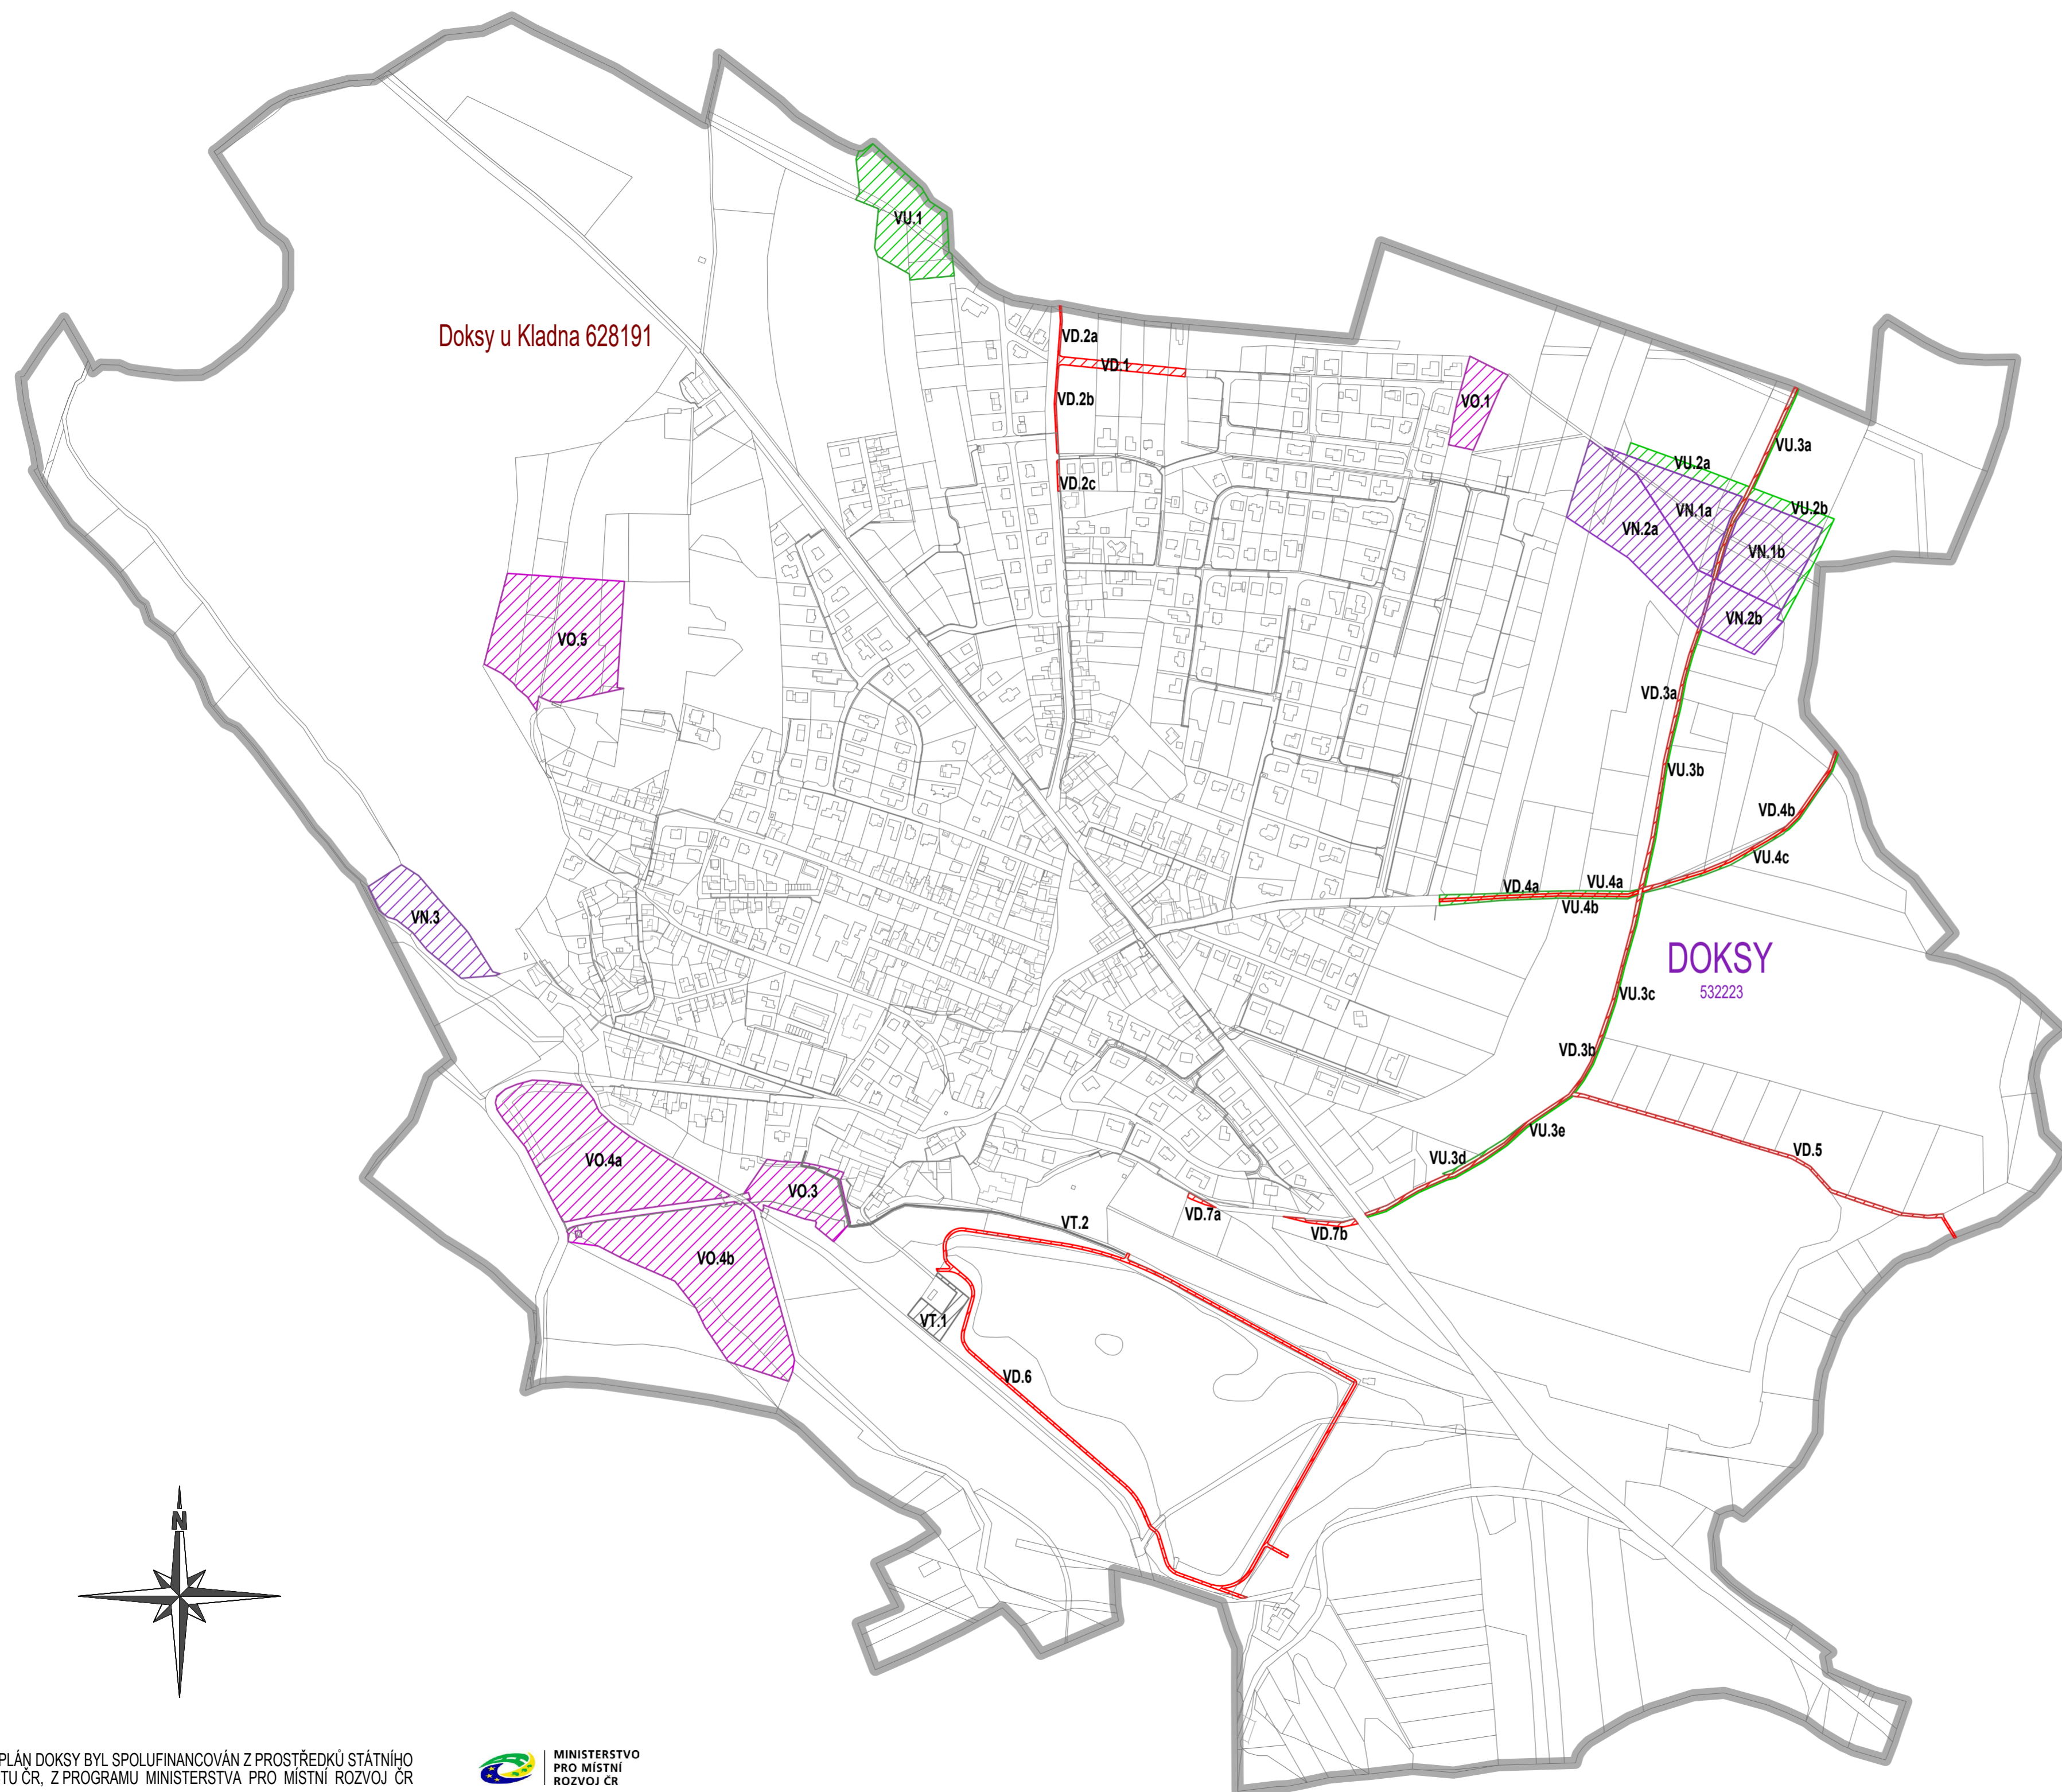 VU.1
Doksy u Kladna 628191
VD.2a
VD.1
VD.2b
VO.1
VU.3a
VU.2a
VD.2c
VU.2b
VN.1a
VN.2a
VN.1b
VN.2b
VO.5
VD.3a
VU.3b
VD.4b
VU.4c
VU.4a
VD.4a
VU.4b
VN.3
DOKSY
532223
VU.3c
VD.3b
VU.3e
VD.5
VU.3d
VO.4a
VO.3
VD.7a
VT.2
VD.7b
VO.4b
VT.1
VD.6
N
PLÁN DOKSY BYL SPOLUFINANCOVÁN Z PROSTŘEDKŮ STÁTNÍHO
TU ČR, Z PROGRAMU MINISTERSTVA PRO MÍSTNÍ ROZVOJ ČR
MINISTERSTVO
PRO MÍSTNÍ
ROZVOJ ČR